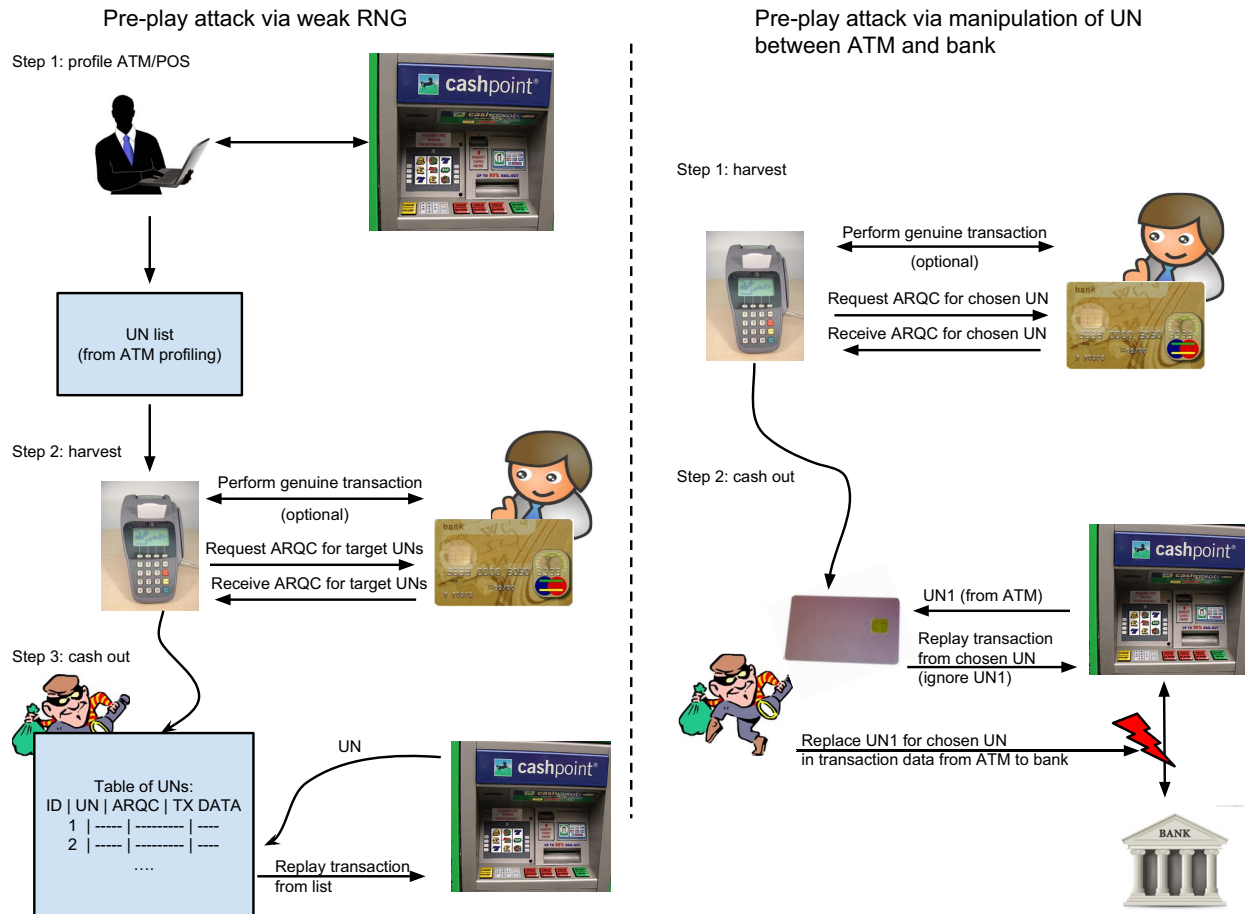 Pre-play attack via weak RNG
Step 1: profile ATM/POS
cashpoint®
UN list
(from ATM profiling)
Step 2: harvest
Perform genuine transaction
(optional)
Request ARQC for target UNs
Receive ARQC for target UNs
bank
Step 3: cash out
Table of UNs:
ID | UN | ARQC | TX DATA
1 | ----- | --------- | ----
2 | ----- | --------- | ----
....
UN
Replay transaction
from list
cashpoint®
Pre-play attack via manipulation of UN
between ATM and bank
Step 1: harvest
Perform genuine transaction
(optional)
Request ARQC for chosen UN
Receive ARQC for chosen UN
bank
Step 2: cash out
UN1 (from ATM)
Replay transaction
from chosen UN
(ignore UN1)
cashpoint®
Replace UN1 for chosen UN
in transaction data from ATM to bank
BANK